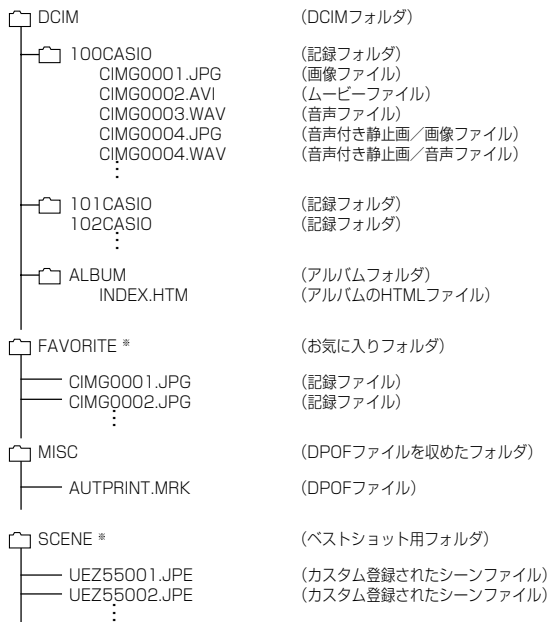 DCIM （DCIMフォルダ）
100CASIO （記録フォルダ）
CIMG0001.JPG （画像ファイル）
CIMG0002.AVI （ムービーファイル）
CIMG0003.WAV （音声ファイル）
CIMG0004.JPG （音声付き静止画／画像ファイル）
CIMG0004.WAV （音声付き静止画／音声ファイル）
⋮
101CASIO （記録フォルダ）
102CASIO （記録フォルダ）
⋮
ALBUM （アルバムフォルダ）
INDEX.HTM （アルバムのHTMLファイル）
FAVORITE ※ （お気に入りフォルダ）
CIMG0001.JPG （記録ファイル）
CIMG0002.JPG （記録ファイル）
⋮
MISC （DPOFファイルを収めたフォルダ）
AUTPRINT.MRK （DPOFファイル）
SCENE ※ （ベストショット用フォルダ）
UEZ55001.JPE （カスタム登録されたシーンファイル）
UEZ55002.JPE （カスタム登録されたシーンファイル）
⋮